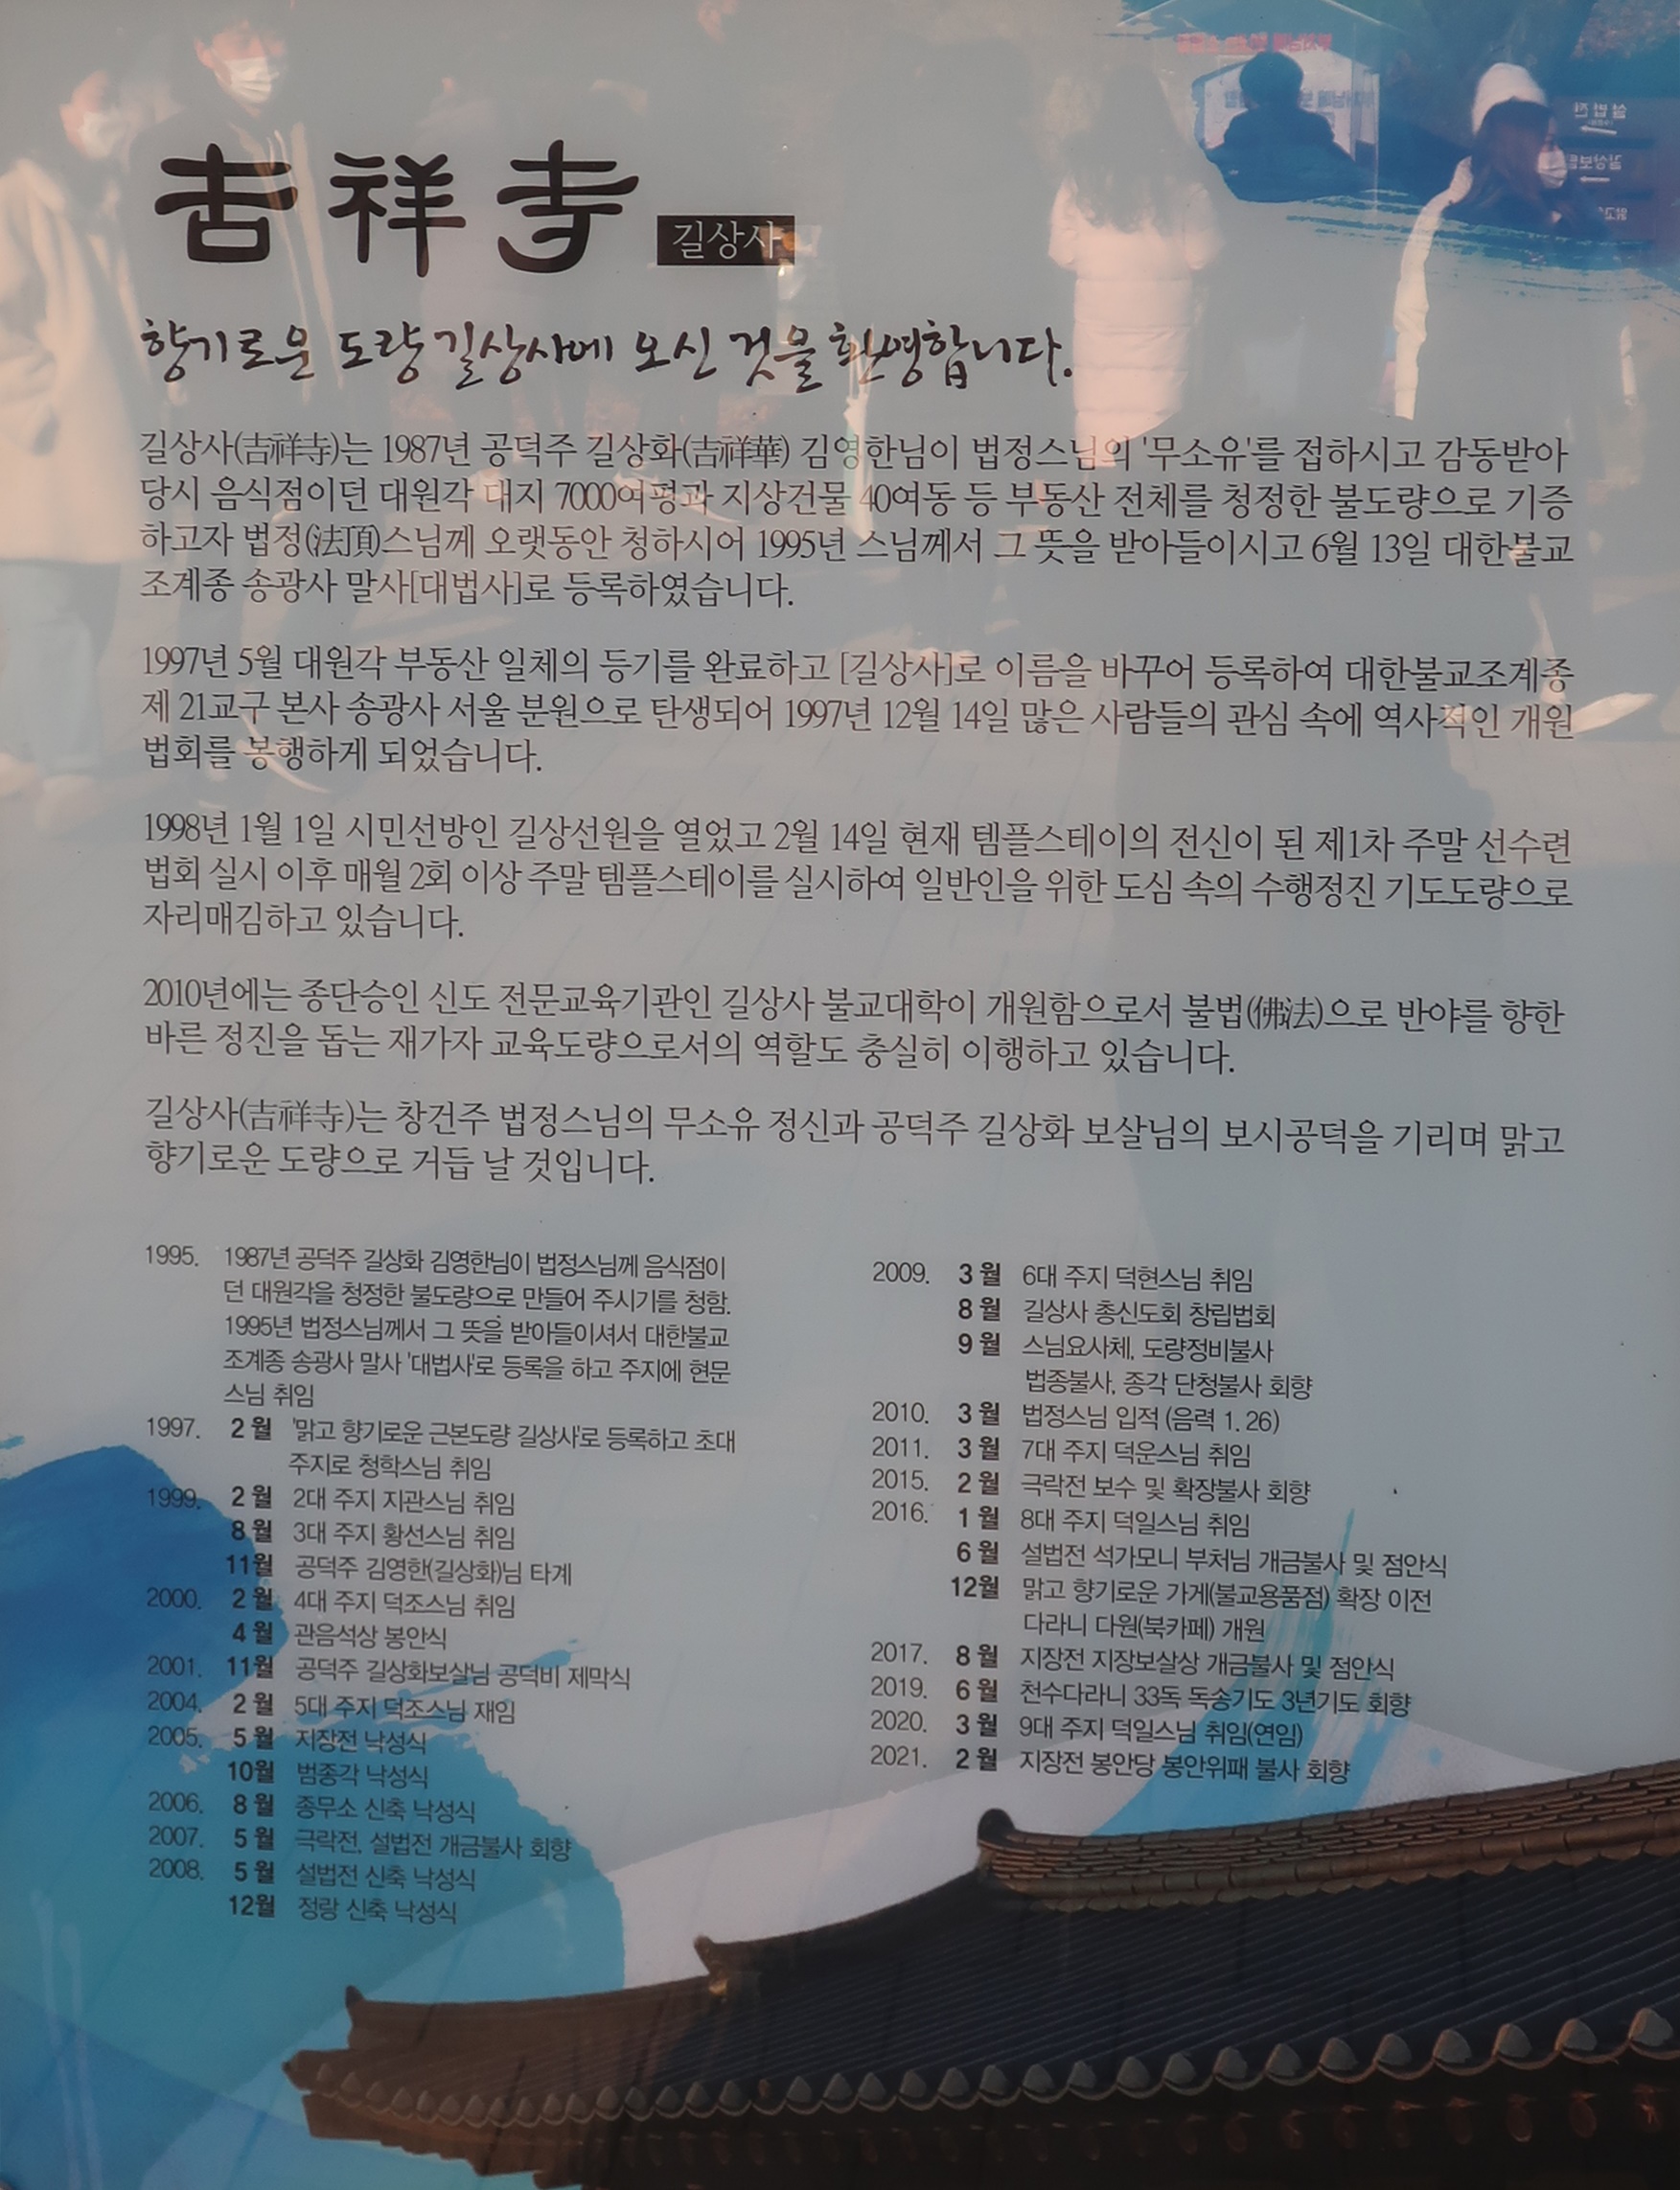 吉祥寺 길상사
향기로운 도량 길상사에 오신 것을 환영합니다.
길상사(吉祥寺)는 1987년 공덕주 길상화(吉祥華) 김영한님이 법정스님의 '무소유'를 접하시고 감동받아
당시 음식점이던 대원각 대지 7000여평과 지상건물 40여동 등 부동산 전체를 청정한 불도량으로 기증
하고자 법정(法頂)스님께 오랫동안 청하시어 1995년 스님께서 그 뜻을 받아들이시고 6월 13일 대한불교
조계종 송광사 말사[대법사]로 등록하였습니다.
1997년 5월 대원각 부동산 일체의 등기를 완료하고 [길상사]로 이름을 바꾸어 등록하여 대한불교조계종
제 21교구 본사 송광사 서울 분원으로 탄생되어 1997년 12월 14일 많은 사람들의 관심 속에 역사적인 개원
법회를 봉행하게 되었습니다.
1998년 1월 1일 시민선방인 길상선원을 열었고 2월 14일 현재 템플스테이의 전신이 된 제1차 주말 선수련
법회 실시 이후 매월 2회 이상 주말 템플스테이를 실시하여 일반인을 위한 도심 속의 수행정진 기도도량으로
자리매김하고 있습니다.
2010년에는 종단승인 신도 전문교육기관인 길상사 불교대학이 개원함으로서 불법(佛法)으로 반야를 향한
바른 정진을 돕는 재가자 교육도량으로서의 역할도 충실히 이행하고 있습니다.
길상사(吉祥寺)는 창건주 법정스님의 무소유 정신과 공덕주 길상화 보살님의 보시공덕을 기리며 맑고
향기로운 도량으로 거듭 날 것입니다.
1995. 1987년 공덕주 길상화 김영한님이 법정스님께 음식점이
던 대원각을 청정한 불도량으로 만들어 주시기를 청함.
1995년 법정스님께서 그 뜻을 받아들이셔서 대한불교
조계종 송광사 말사 '대법사'로 등록을 하고 주지에 현문
스님 취임
1997. 2월 '맑고 향기로운 근본도량 길상사'로 등록하고 초대
주지로 청학스님 취임
1999. 2월 2대 주지 지관스님 취임
8월 3대 주지 황선스님 취임
11월 공덕주 김영한(길상화)님 타계
2000. 2월 4대 주지 덕조스님 취임
4월 관음석상 봉안식
2001. 11월 공덕주 길상화보살님 공덕비 제막식
2004. 2월 5대 주지 덕조스님 재임
2005. 5월 지장전 낙성식
10월 범종각 낙성식
2006. 8월 종무소 신축 낙성식
2007. 5월 극락전, 설법전 개금불사 회향
2008. 5월 설법전 신축 낙성식
12월 정랑 신축 낙성식
2009. 3월 6대 주지 덕현스님 취임
8월 길상사 총신도회 창립법회
9월 스님요사체, 도량정비불사
법종불사, 종각 단청불사 회향
2010. 3월 법정스님 입적 (음력 1. 26)
2011. 3월 7대 주지 덕운스님 취임
2015. 2월 극락전 보수 및 확장불사 회향
2016. 1월 8대 주지 덕일스님 취임
6월 설법전 석가모니 부처님 개금불사 및 점안식
12월 맑고 향기로운 가게(불교용품점) 확장 이전
다라니 다원(북카페) 개원
2017. 8월 지장전 지장보살상 개금불사 및 점안식
2019. 6월 천수다라니 33독 독송기도 3년기도 회향
2020. 3월 9대 주지 덕일스님 취임(연임)
2021. 2월 지장전 봉안당 봉안위패 불사 회향
설법전